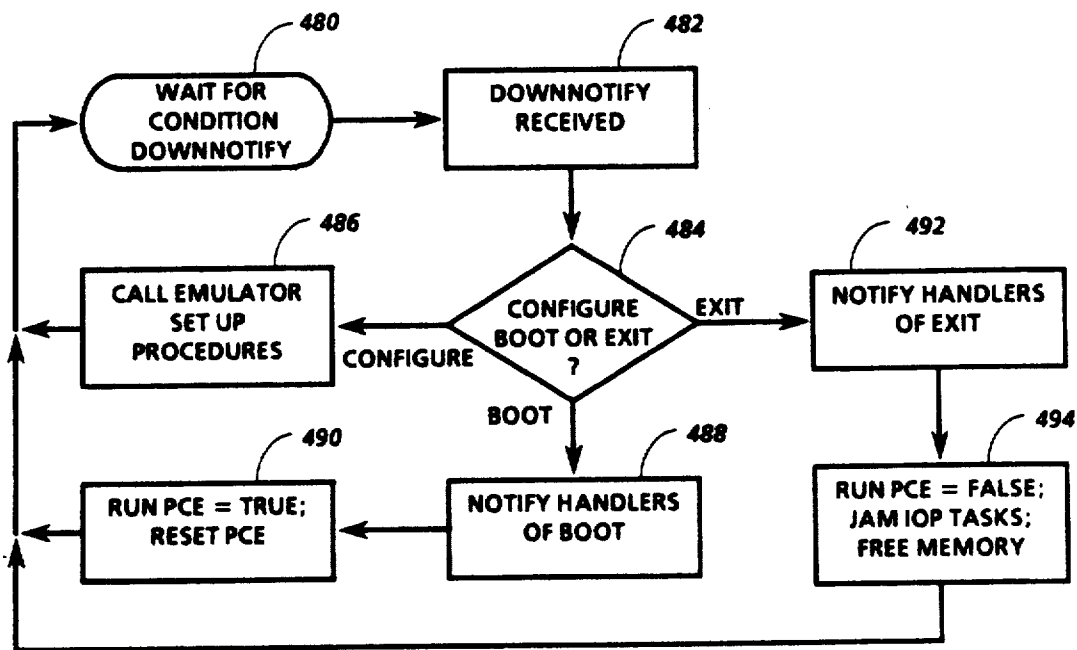 480
WAIT FOR
CONDITION
DOWNNOTIFY
482
DOWNNOTIFY
RECEIVED
486
CALL EMULATOR
SET UP
PROCEDURES
484
CONFIGURE
BOOT OR EXIT
?
CONFIGURE
EXIT
BOOT
492
NOTIFY HANDLERS
OF EXIT
490
RUN PCE = TRUE;
RESET PCE
488
NOTIFY HANDLERS
OF BOOT
494
RUN PCE = FALSE;
JAM IOP TASKS;
FREE MEMORY